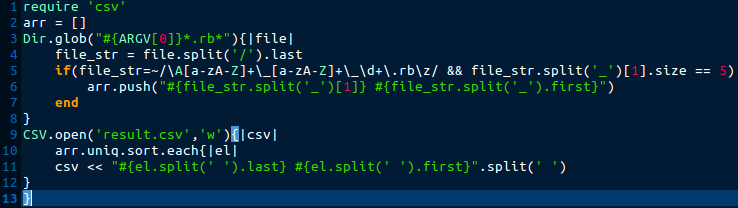 1 require 'csv'
2 arr = []
3 Dir.glob("#{ARGV[0]}*.rb*"){|file|
4     file_str = file.split('/').last
5     if(file_str=~/\A[a-zA-Z]+\_[a-zA-Z]+\_\d+\.rb\z/ && file_str.split('_')[1].size == 5)
6         arr.push("#{file_str.split('_')[1]} #{file_str.split('_').first}")
7     end
8 }
9 CSV.open('result.csv','w'){|csv|
10     arr.uniq.sort.each{|el|
11     csv << "#{el.split(' ').last} #{el.split(' ').first}".split(' ')
12 }
13 }